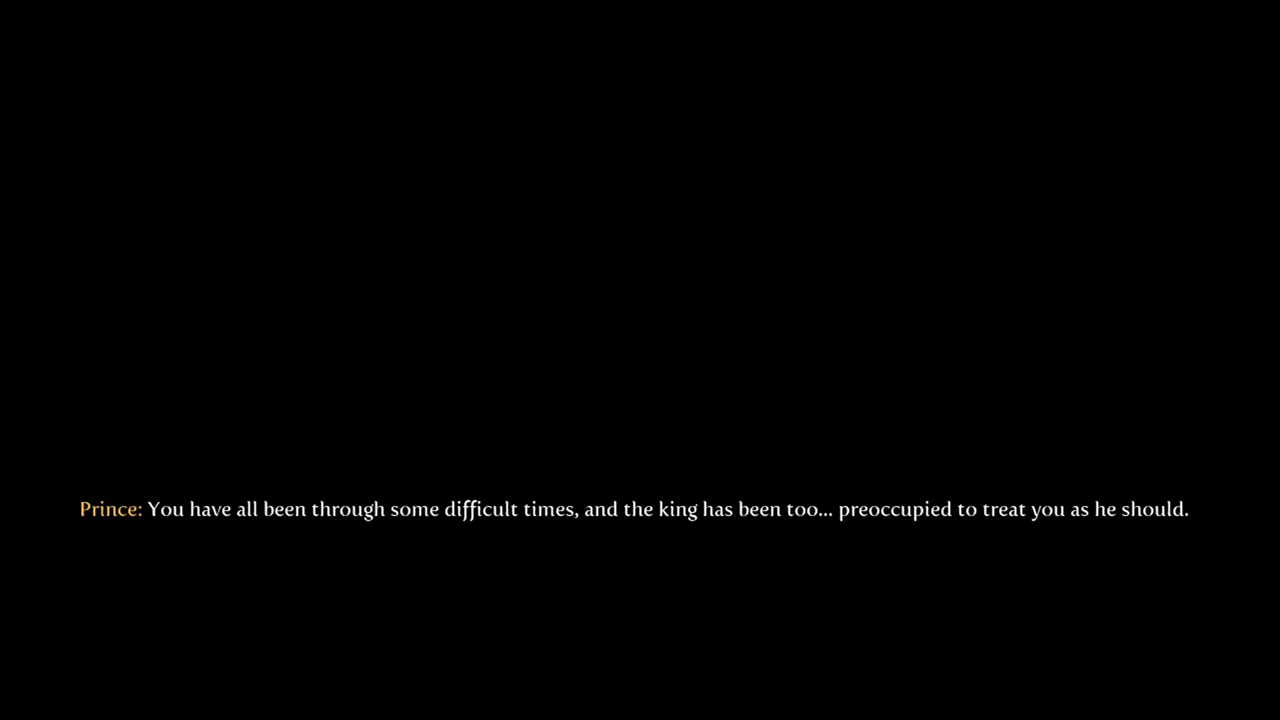 Prince: You have all been through some difficult times, and the king has been too... preoccupied to treat you as he should.